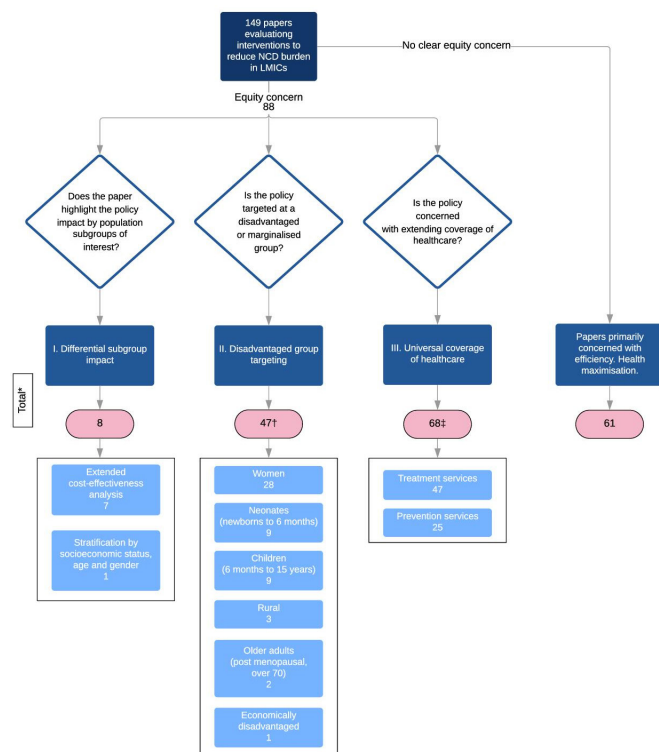 149 papers
evaluationg
interventions to
reduce NCD burden
in LMICs
No clear equity concern
Equity concern
88
Does the paper
highlight the policy
impact by population
subgroups of
interest?
Is the policy
targeted at a
disadvantaged
or marginalised
group?
Is the policy
concerned
with extending coverage of
healthcare?
I. Differential subgroup
impact
II. Disadvantaged group
targeting
III. Universal coverage
of healthcare
Papers primarily
concerned with
efficiency. Health
maximisation.
Total*
8
47†
68‡
61
Extended
cost-effectiveness
analysis
7
Stratification by
socioeconomic status,
age and gender
1
Women
28
Neonates
(newborns to 6 months)
9
Children
(6 months to 15 years)
9
Rural
3
Older adults
(post menopausal,
over 70)
2
Economically
disadvantaged
1
Treatment services
47
Prevention services
25